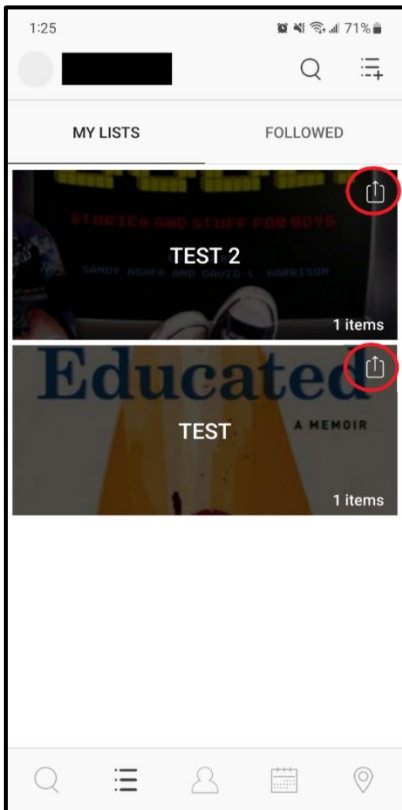 1:25
71%
MY LISTS
FOLLOWED
STORIES AND STUFF FOR BOYS
TEST 2
SANDY ASHER AND DAVID L. HARRISON
1 items
Educated
A MEMOIR
TEST
1 items